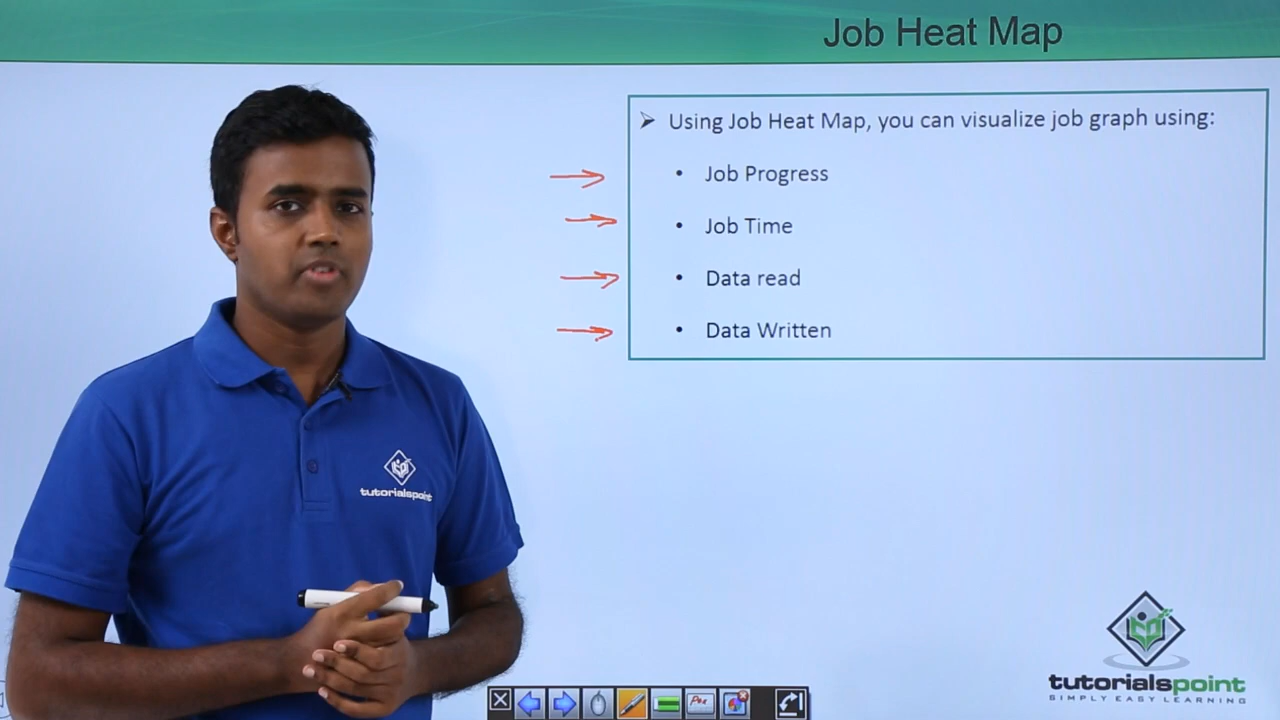 Job Heat Map
Using Job Heat Map, you can visualize job graph using:
Job Progress
Job Time
Data read
Data Written
tutorialspoint
tutorialspoint
SIMPLY EASY LEARNING